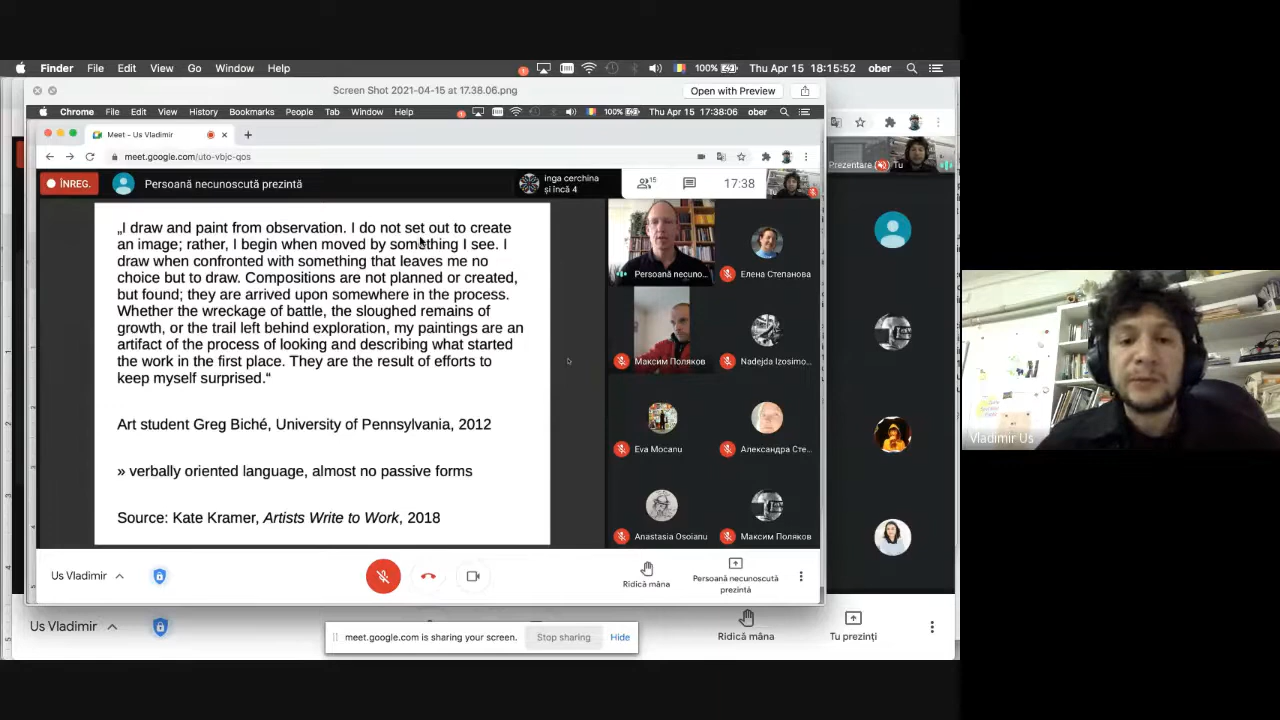 Finder File Edit View Go Window Help 100% Thu Apr 15 18:15:52 ober
Screen Shot 2021-04-15 at 17.38.06.png Open with Preview
Chrome File Edit View History Bookmarks People Tab Window Help 100% Thu Apr 15 17:38:06 ober
Meet - Us Vladimir
meet.google.com/uto-vbjc-qos
Prezentare Tu
ÎNREG. Persoană necunoscută prezintă
inga cerchina
și încă 4
15
17:38
Tu
„I draw and paint from observation. I do not set out to create
an image; rather, I begin when moved by something I see. I
draw when confronted with something that leaves me no
choice but to draw. Compositions are not planned or created,
but found; they are arrived upon somewhere in the process.
Whether the wreckage of battle, the sloughed remains of
growth, or the trail left behind exploration, my paintings are an
artifact of the process of looking and describing what started
the work in the first place. They are the result of efforts to
keep myself surprised.“
Art student Greg Biché, University of Pennsylvania, 2012
» verbally oriented language, almost no passive forms
Source: Kate Kramer, Artists Write to Work, 2018
Persoană necuno...
Елена Степанова
Максим Поляков
Nadejda Izosimo...
Eva Mocanu
Александра Сте...
Anastasia Osoianu
Максим Поляков
Us Vladimir
Ridică mâna
Persoană necunoscută
prezintă
Us Vladimir
meet.google.com is sharing your screen. Stop sharing Hide
Ridică mâna
Tu prezinți
Vladimir Us